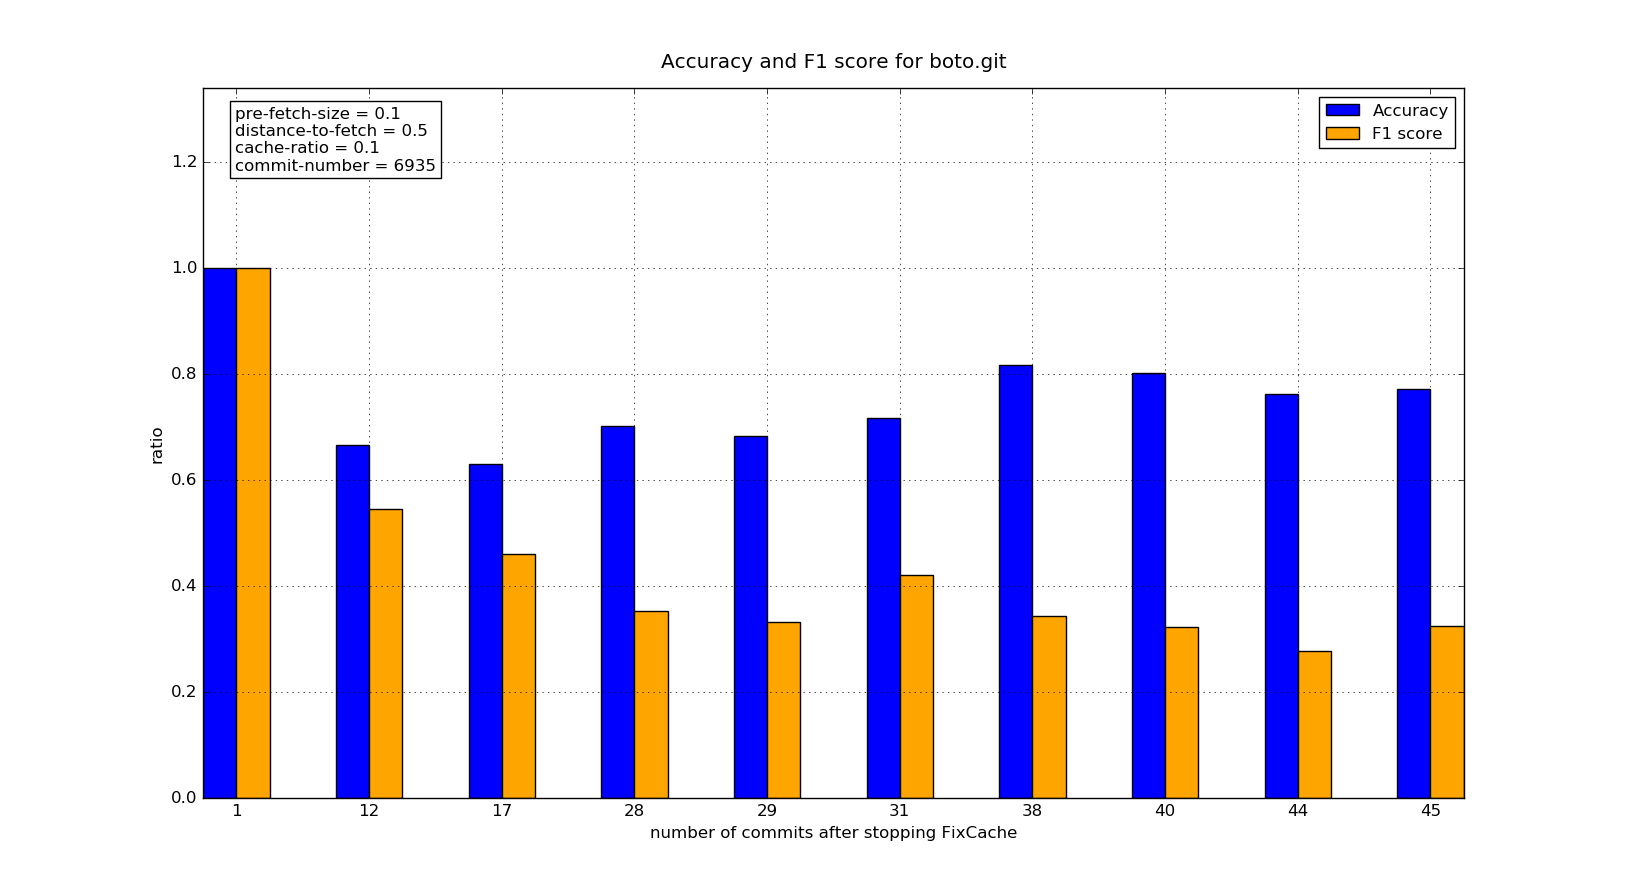 Accuracy and F1 score for boto.git
pre-fetch-size = 0.1
distance-to-fetch = 0.5
cache-ratio = 0.1
commit-number = 6935
Accuracy
F1 score
1.2
1.0
0.8
0.6
0.4
0.2
0.0
ratio
1 12 17 28 29 31 38 40 44 45
number of commits after stopping FixCache